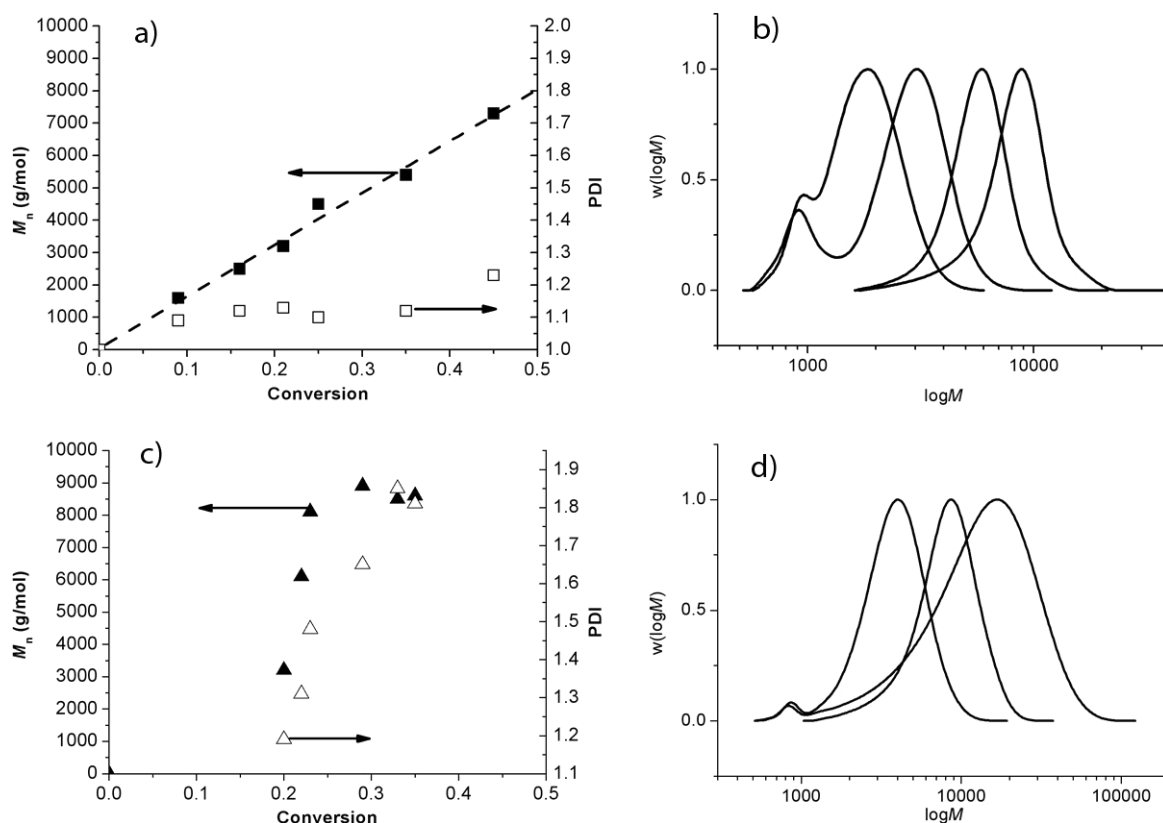 a)
10000
9000
8000
7000
6000
5000
4000
3000
2000
1000
0
Mn (g/mol)
2.0
1.9
1.8
1.7
1.6
1.5
1.4
1.3
1.2
1.1
1.0
PDI
0.0 0.1 0.2 0.3 0.4 0.5
Conversion
b)
1.0
0.5
0.0
w(logM)
1000 10000
logM
c)
10000
9000
8000
7000
6000
5000
4000
3000
2000
1000
0
Mn (g/mol)
1.9
1.8
1.7
1.6
1.5
1.4
1.3
1.2
1.1
PDI
0.0 0.1 0.2 0.3 0.4 0.5
Conversion
d)
1.0
0.5
0.0
w(logM)
1000 10000 100000
logM